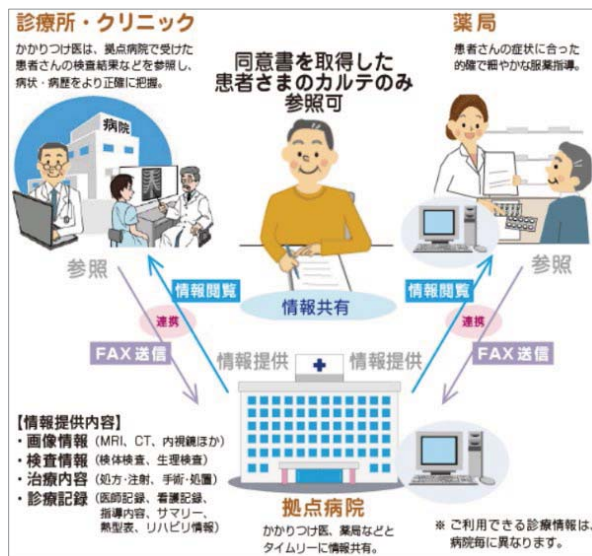 診療所・クリニック
かかりつけ医は、拠点病院で受けた
患者さんの検査結果などを参照し、
病状・病歴をより正確に把握。
病院
同意書を取得した
患者さまのカルテのみ
参照可
薬局
患者さんの症状に合った
的確で細やかな服薬指導。
参照
情報閲覧
連携
FAX送信
情報共有
参照
情報閲覧
連携
FAX送信
情報提供
情報提供
【情報提供内容】
・画像情報(MRI、CT、内視鏡ほか)
・検査情報(検体検査、生理検査)
・治療内容(処方・注射、手術・処置)
・診療記録(医師記録、看護記録、
指導内容、サマリー、
熱型表、リハビリ情報)
拠点病院
かかりつけ医、薬局などと
タイムリーに情報共有。
※ ご利用できる診療情報は、
病院毎に異なります。